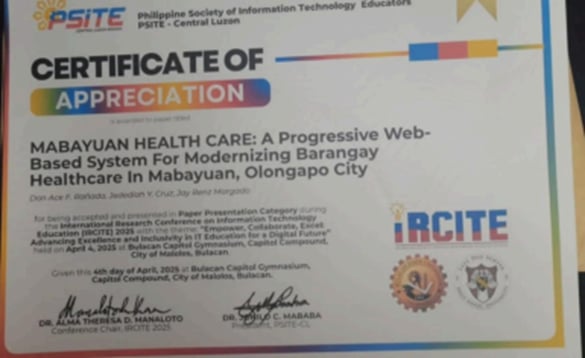 PSITE
Philippine Society of Information Technology Educators
PSITE - Central Luzon
CERTIFICATE OF
APPRECIATION
is awarded to paper titled
MABAYUAN HEALTH CARE: A Progressive Web-
Based System For Modernizing Barangay
Healthcare In Mabayuan, Olongapo City
Don Ace F. Rañada, Jedediah Y. Cruz, Jay Renz Morgado
for being accepted and presented in Paper Presentation Category during
the International Research Conference on Information Technology
Education (IRCITE) 2025 with the theme: "Empower, Collaborate, Excel:
Advancing Excellence and Inclusivity in IT Education for a Digital Future"
held on April 4, 2025 at Bulacan Capitol Gymnasium, Capitol Compound,
City of Malolos, Bulacan.
Given this 4th day of April, 2025 at Bulacan Capitol Gymnasium,
Capitol Compound, City of Malolos, Bulacan.
iRCITE
DR. ALMA THERESA D. MANALOTO
Conference Chair, IRCITE 2025
DR. C. MABABA
President, PSITE-CL